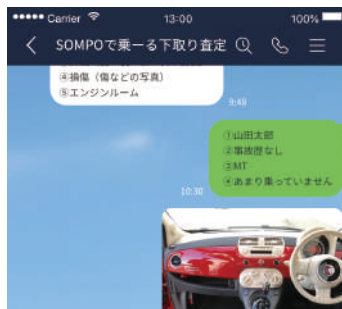 Carrier 13:00 100%
SOMPOで乗ーる下取り査定
④損傷（傷などの写真）
⑤エンジンルーム
9:48
①山田太郎
②事故歴なし
③MT
④あまり乗っていません
10:30